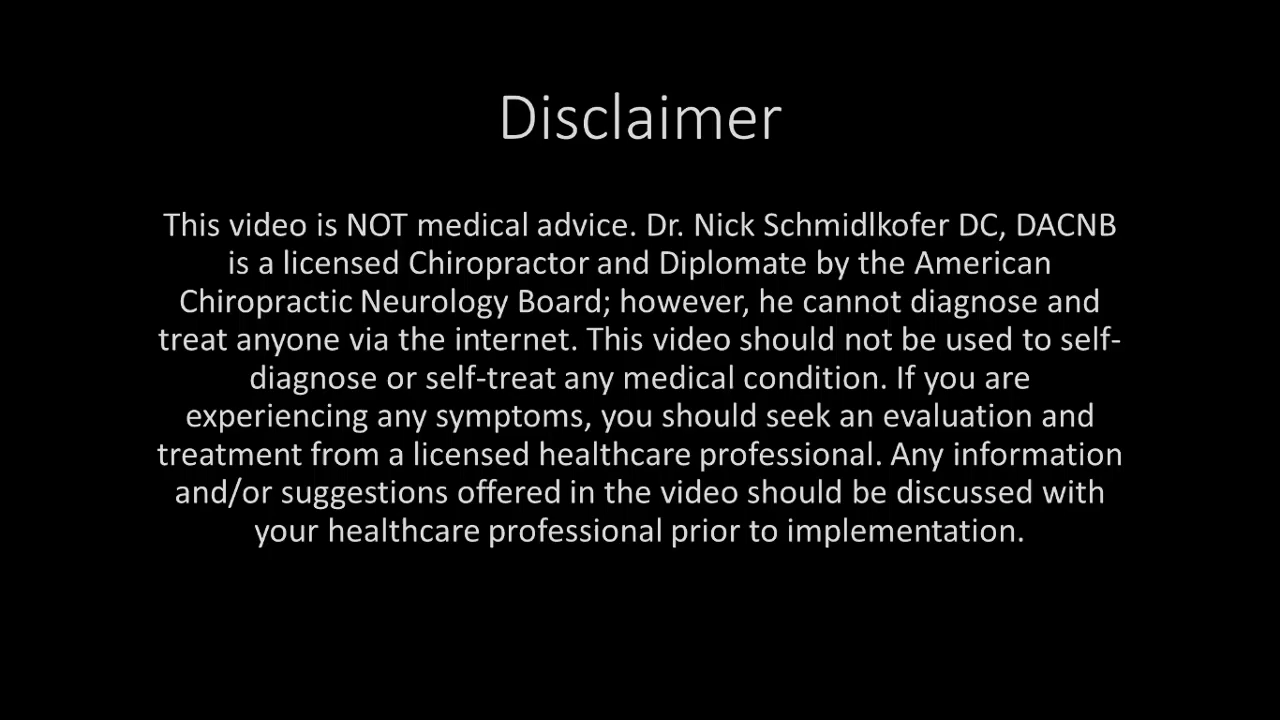 Disclaimer
This video is NOT medical advice. Dr. Nick Schmidlkofer DC, DACNB
is a licensed Chiropractor and Diplomate by the American
Chiropractic Neurology Board; however, he cannot diagnose and
treat anyone via the internet. This video should not be used to self-
diagnose or self-treat any medical condition. If you are
experiencing any symptoms, you should seek an evaluation and
treatment from a licensed healthcare professional. Any information
and/or suggestions offered in the video should be discussed with
your healthcare professional prior to implementation.